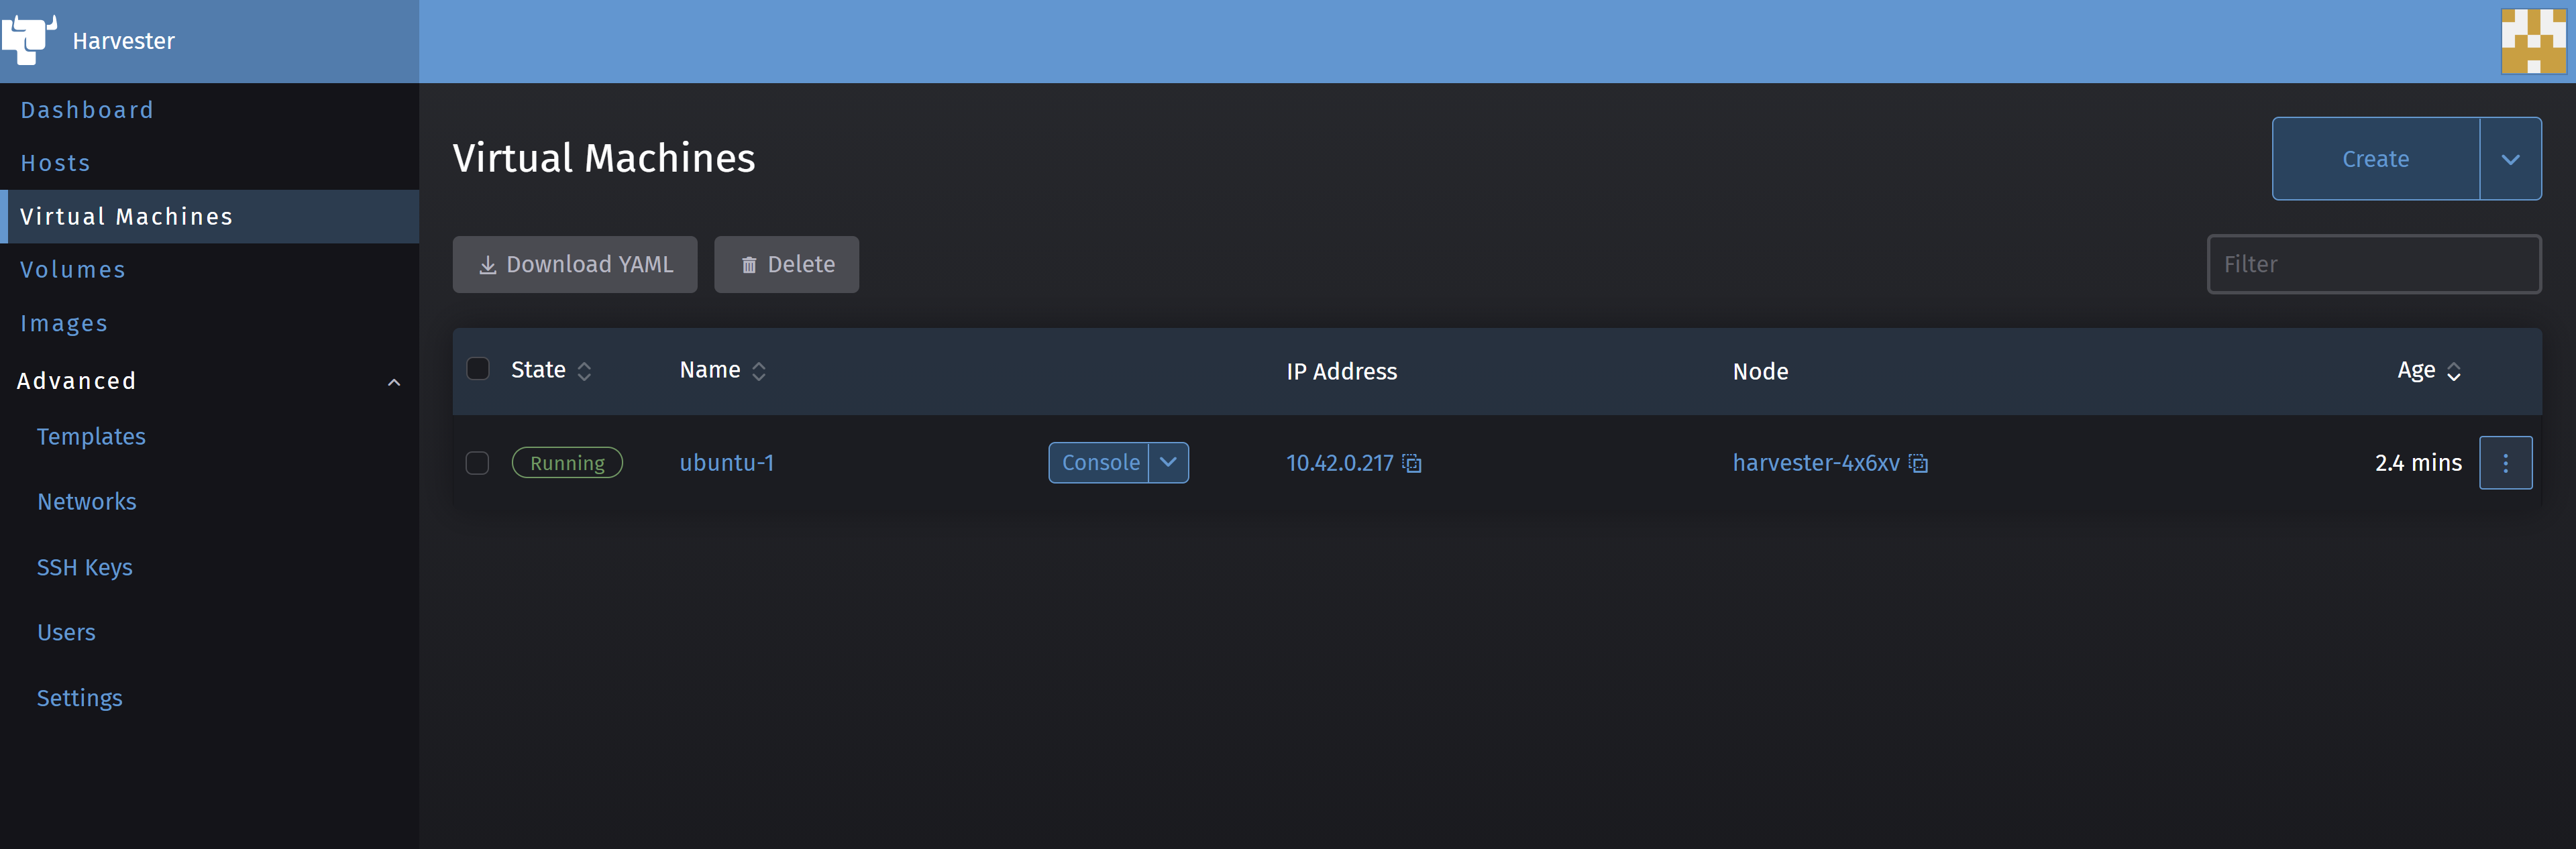 Harvester
Dashboard
Hosts
Virtual Machines
Volumes
Images
Advanced
Templates
Networks
SSH Keys
Users
Settings
Virtual Machines
Create
Download YAML
Delete
Filter
State Name IP Address Node Age
Running ubuntu-1 Console 10.42.0.217 harvester-4x6xv 2.4 mins